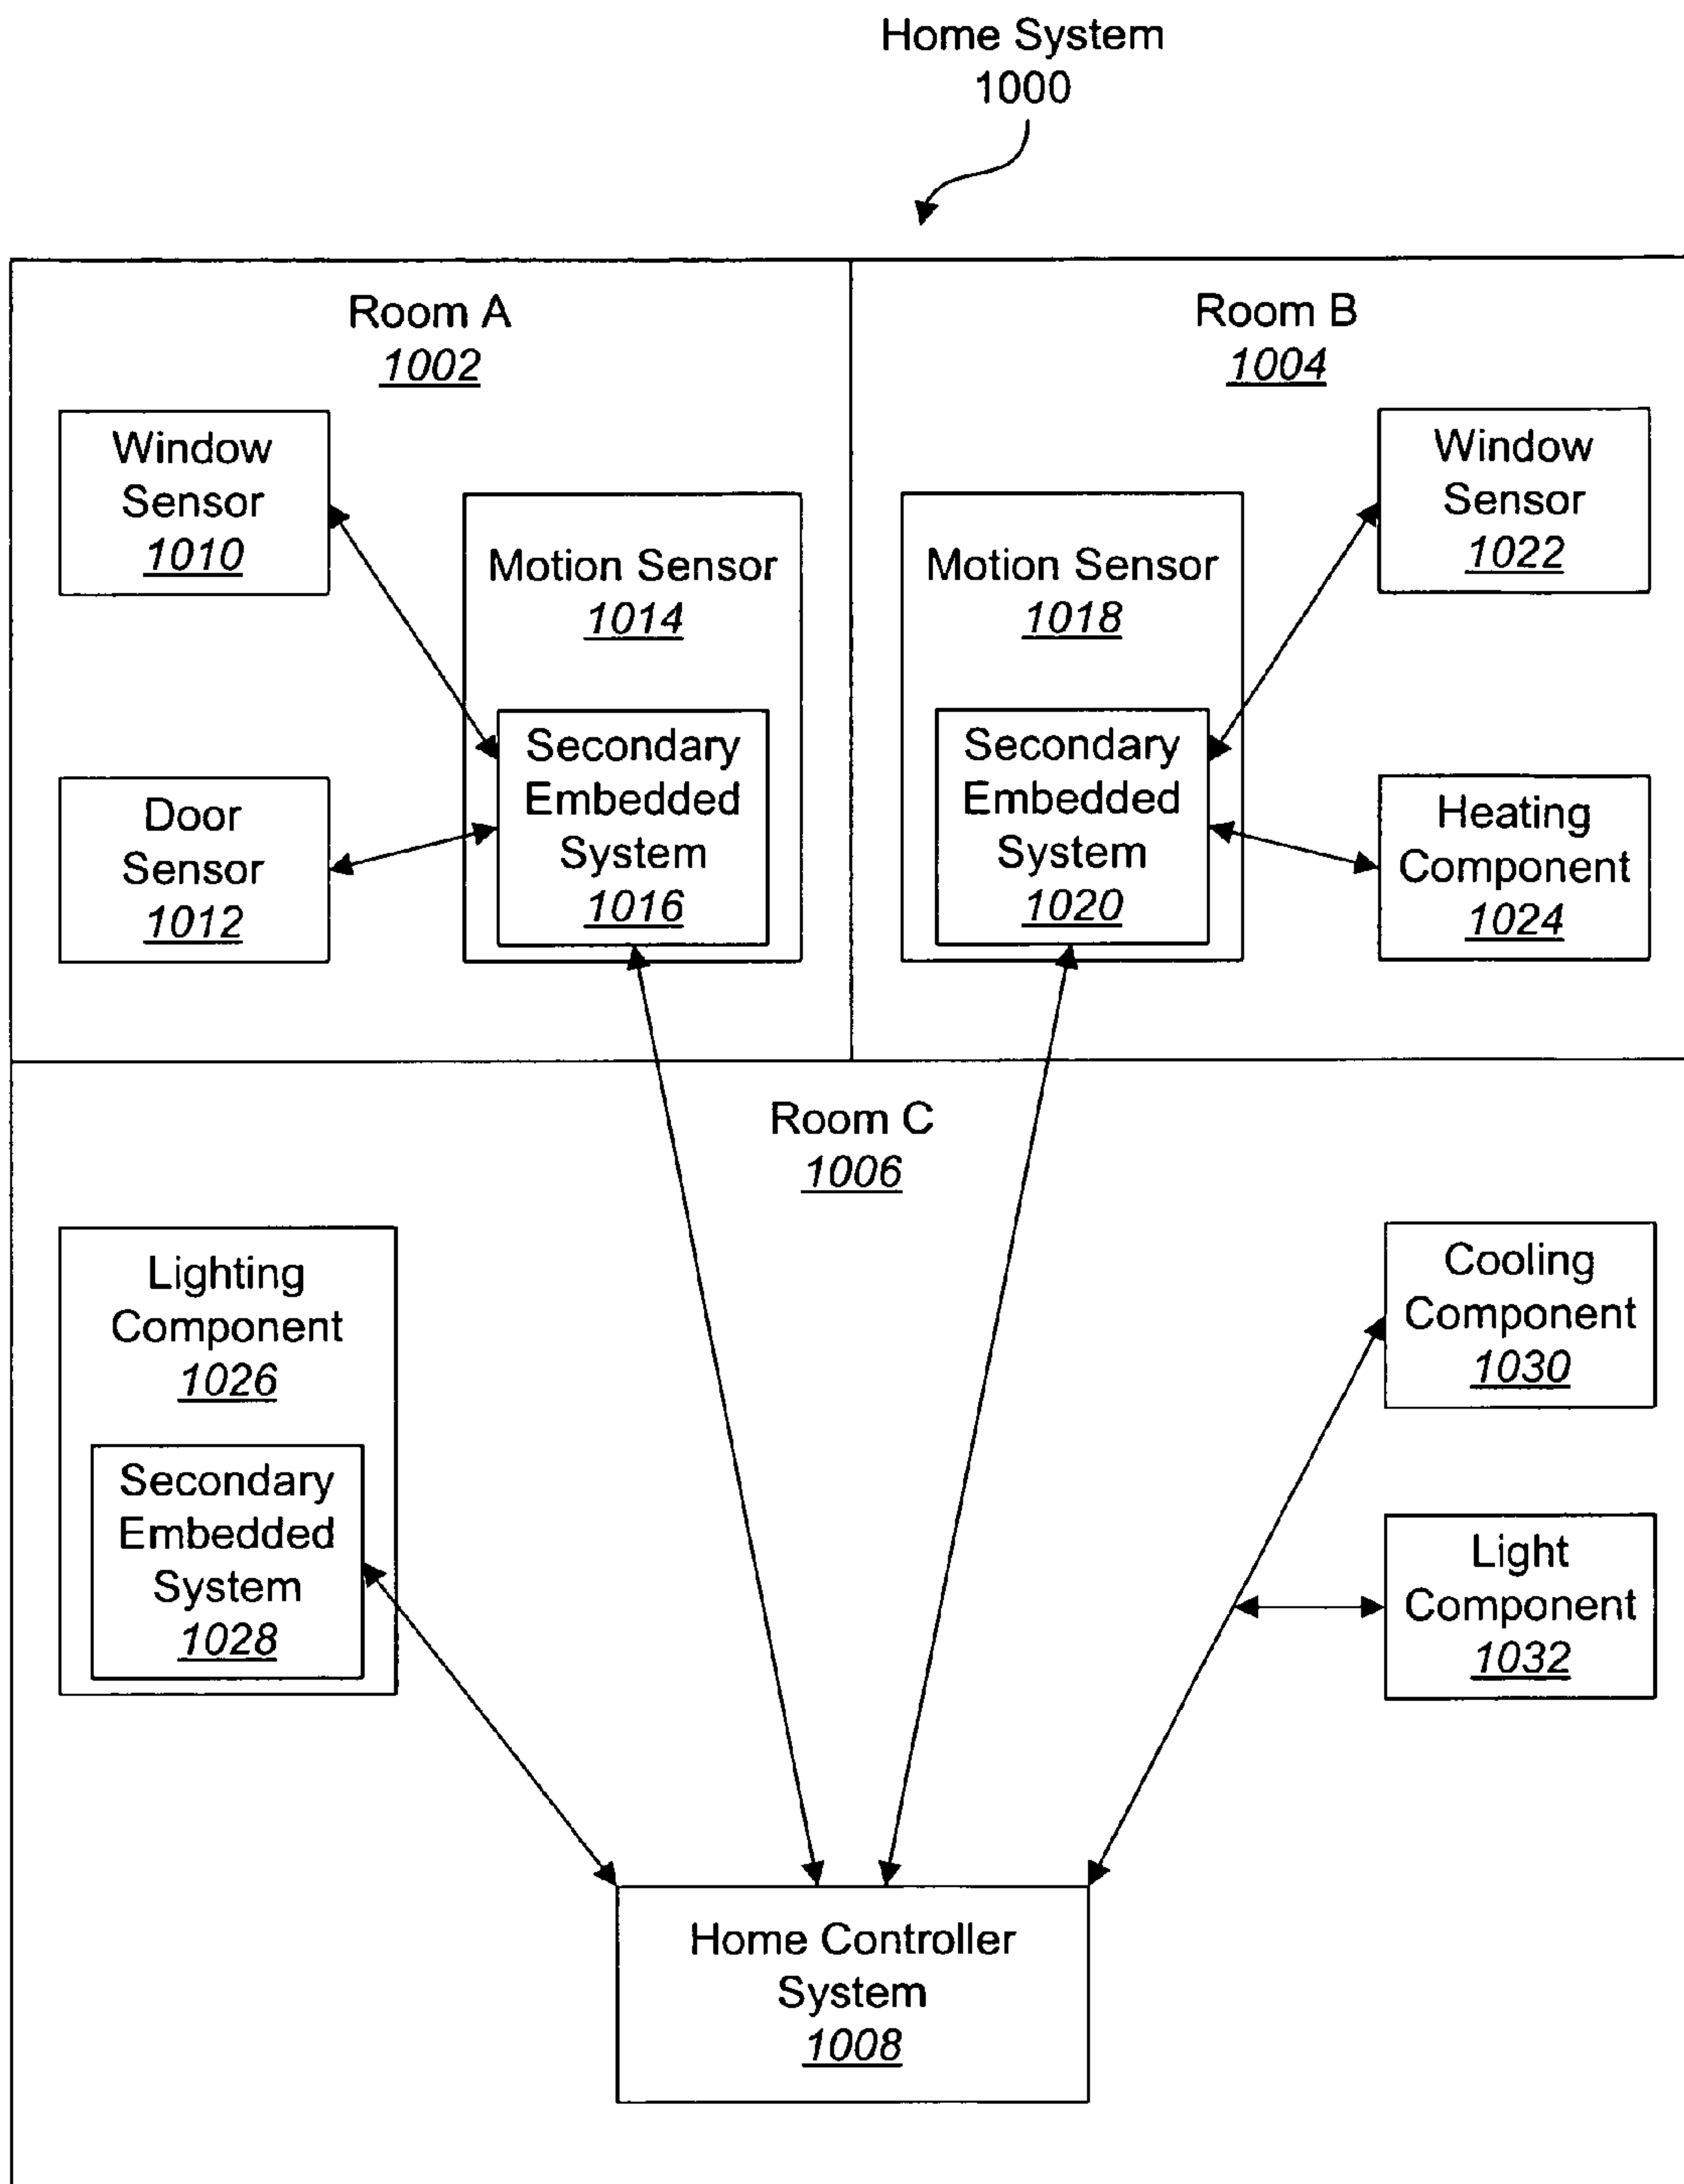 Home System
1000
Room A
1002
Window
Sensor
1010
Motion Sensor
1014
Secondary
Embedded
System
1016
Door
Sensor
1012
Room B
1004
Motion Sensor
1018
Secondary
Embedded
System
1020
Window
Sensor
1022
Heating
Component
1024
Room C
1006
Lighting
Component
1026
Secondary
Embedded
System
1028
Cooling
Component
1030
Light
Component
1032
Home Controller
System
1008